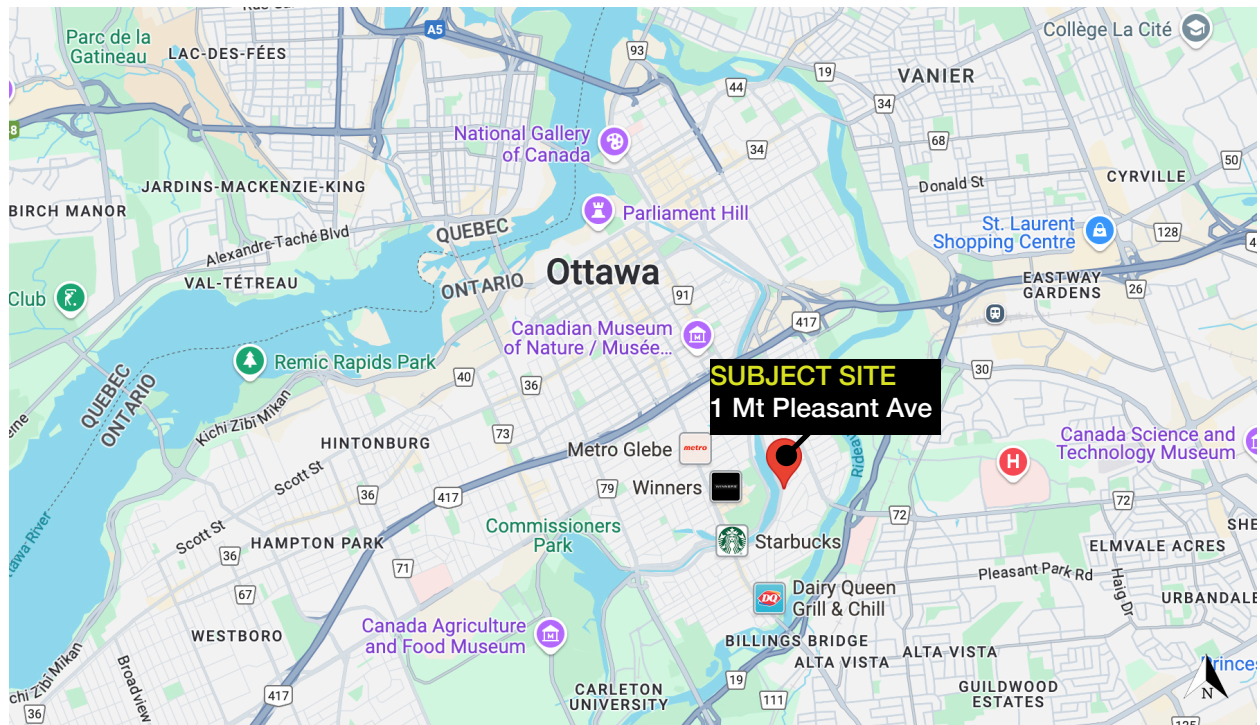 Parc de la
Gatineau
LAC-DES-FÉES
A5
93
19
44
Collège La Cité
VANIER
34
68
34
National Gallery
of Canada
50
CYRVILLE
Donald St
JARDINS-MACKENZIE-KING
BIRCH MANOR
Parliament Hill
Alexandre-Taché Blvd
QUEBEC
ONTARIO
St. Laurent
Shopping Centre
128
VAL-TÉTREAU
Ottawa
91
EASTWAY
GARDENS
26
Club
417
Canadian Museum
of Nature / Musée...
Remic Rapids Park
QUEBEC
ONTARIO
40
36
30
SUBJECT SITE
1 Mt Pleasant Ave
Kichi Zībī Mikan
HINTONBURG
73
Metro Glebe
metro
Canada Science and
Technology Museum
H
Scott St
36
417
79
Winners
WINNERS
72
72
Commissioners
Park
Scott St
36
HAMPTON PARK
Starbucks
ELMVALE ACRES
71
Pleasant Park Rd
Haig Dr
67
DQ
Dairy Queen
Grill & Chill
WESTBORO
Canada Agriculture
and Food Museum
BILLINGS BRIDGE
ALTA VISTA
ALTA VISTA
Broadview
417
CARLETON
UNIVERSITY
19
111
GUILDWOOD
ESTATES
36
N